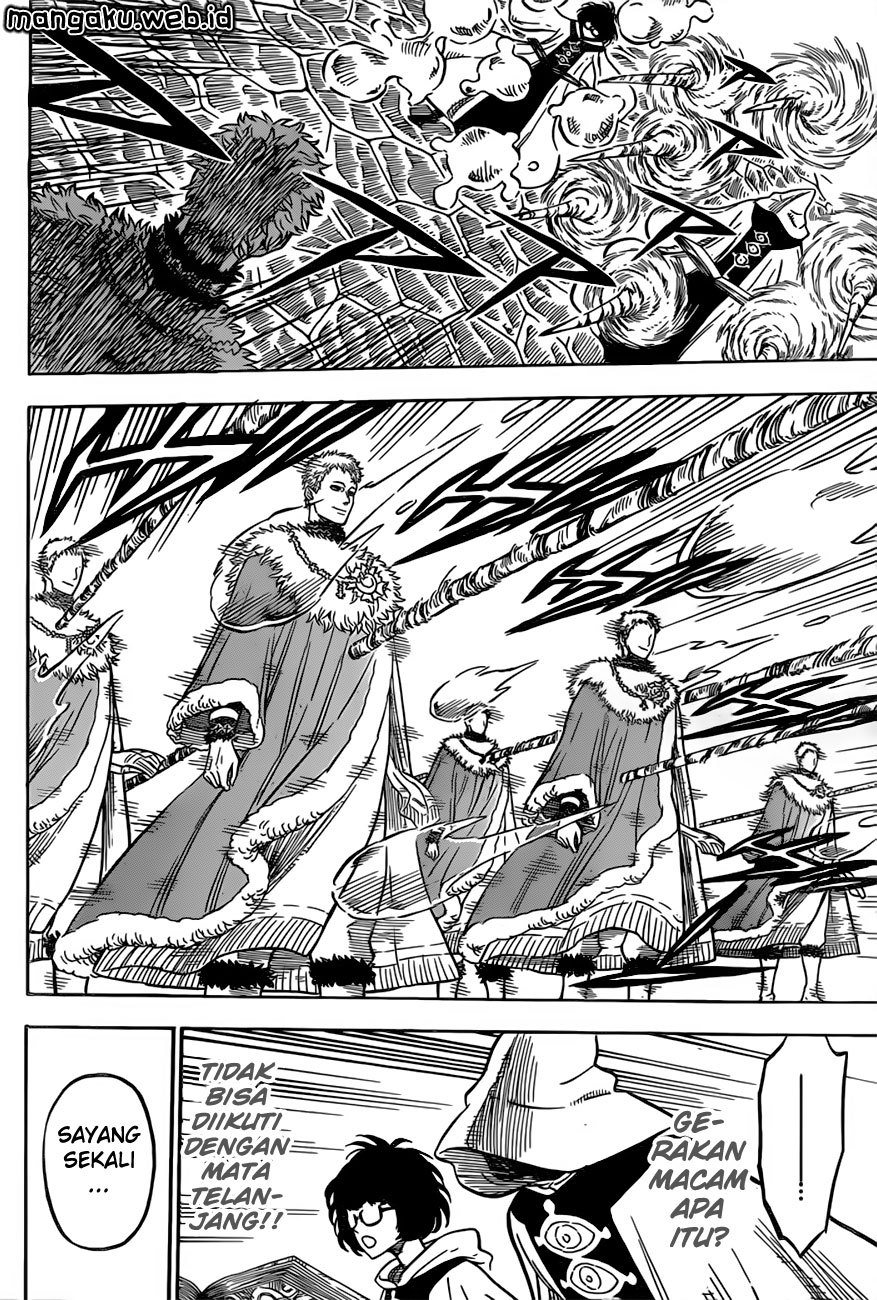 mangaku.web.id
......!
GE-
RAKAN
MACAM
APA
ITU?
TIDAK
BISA
DIIKUTI
DENGAN
MATA
TELAN-
JANG!!
SAYANG
SEKALI
...